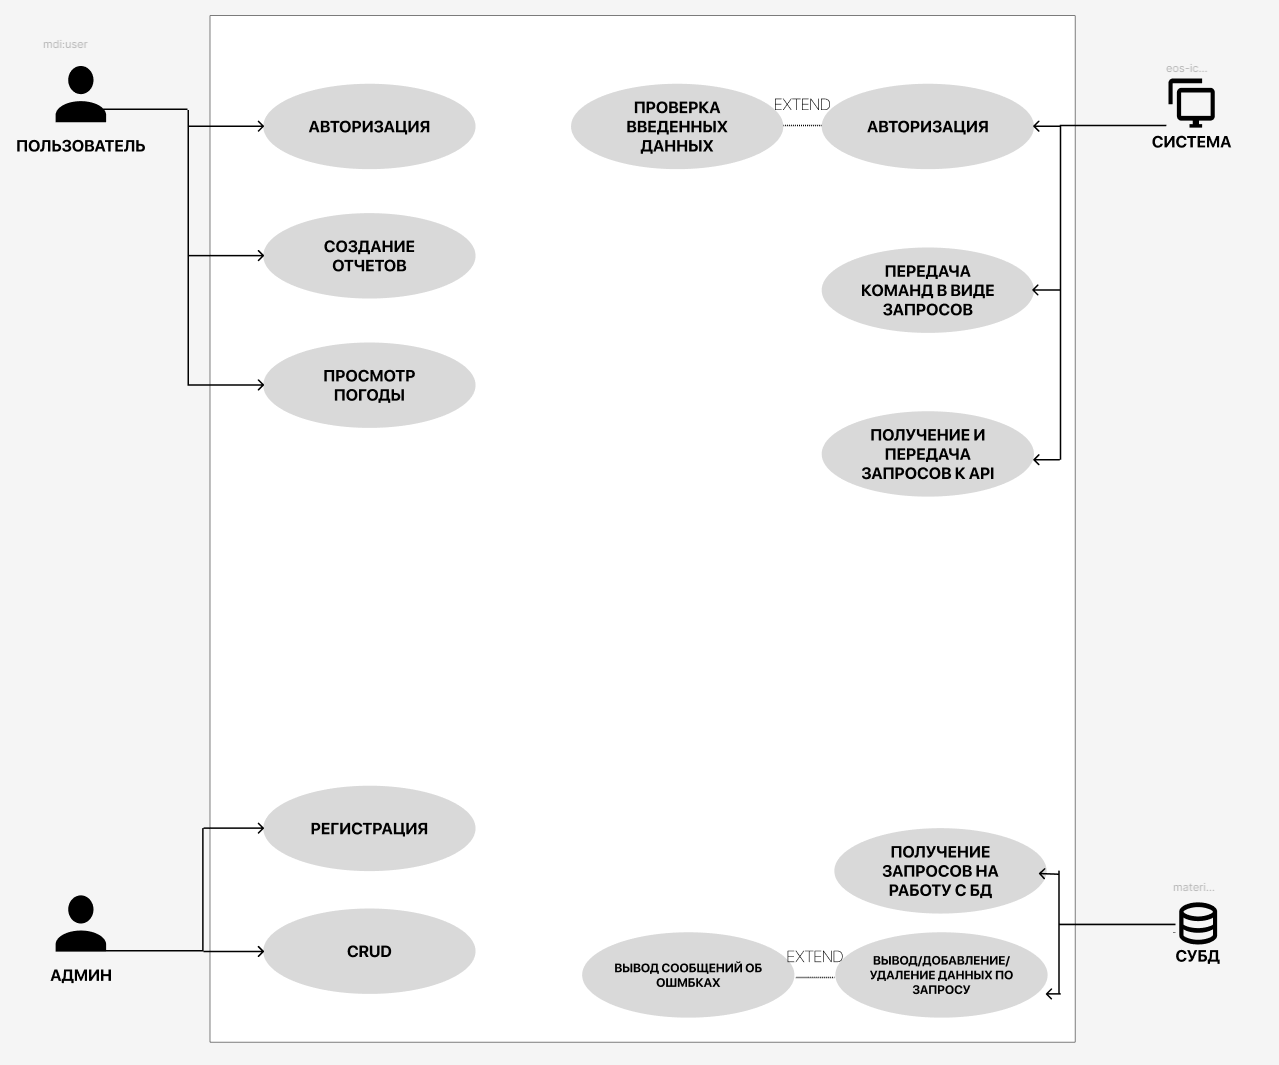 mdi:user
ПОЛЬЗОВАТЕЛЬ
АВТОРИЗАЦИЯ
СОЗДАНИЕ
ОТЧЕТОВ
ПРОСМОТР
ПОГОДЫ
ПРОВЕРКА
ВВЕДЕННЫХ
ДАННЫХ
EXTEND
АВТОРИЗАЦИЯ
eos-ic...
СИСТЕМА
ПЕРЕДАЧА
КОМАНД В ВИДЕ
ЗАПРОСОВ
ПОЛУЧЕНИЕ И
ПЕРЕДАЧА
ЗАПРОСОВ К API
РЕГИСТРАЦИЯ
CRUD
АДМИН
ПОЛУЧЕНИЕ
ЗАПРОСОВ НА
РАБОТУ С БД
materi...
СУБД
ВЫВОД СООБЩЕНИЙ ОБ
ОШМБКАХ
EXTEND
ВЫВОД/ДОБАВЛЕНИЕ/
УДАЛЕНИЕ ДАННЫХ ПО
ЗАПРОСУ